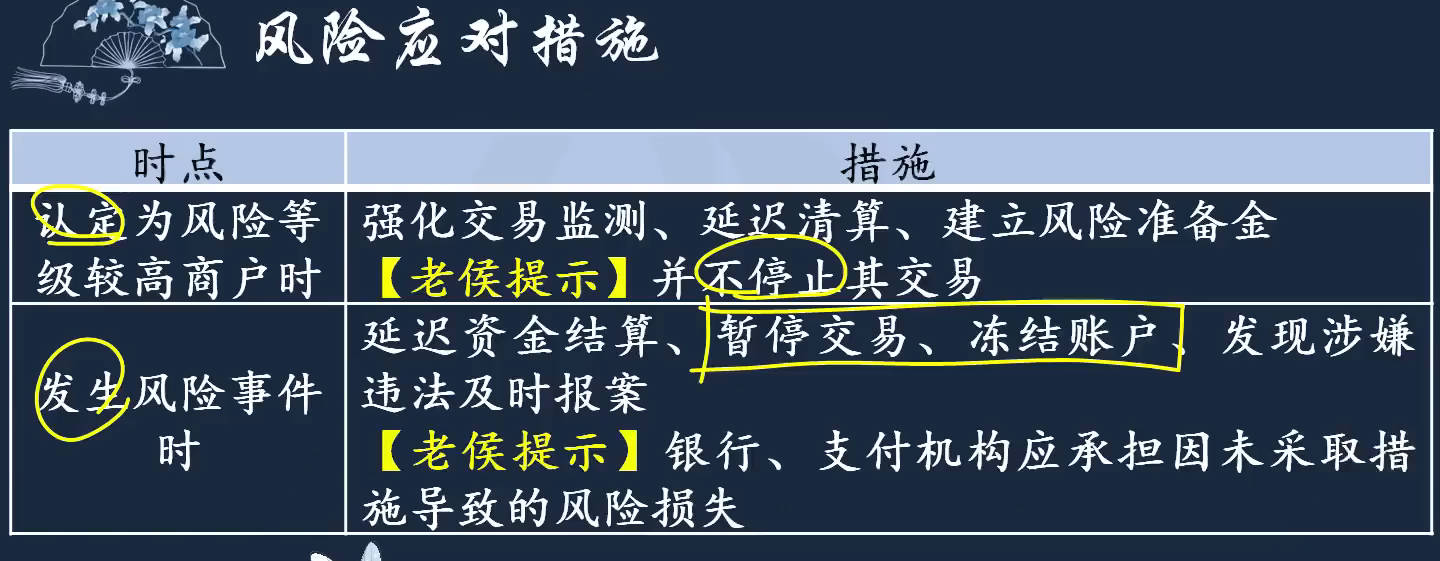 风险应对措施
时点
措施
认定为风险等
级较高商户时
强化交易监测、延迟清算、建立风险准备金
【老侯提示】并不停止其交易
发生风险事件
时
延迟资金结算、暂停交易、冻结账户、发现涉嫌
违法及时报案
【老侯提示】银行、支付机构应承担因未采取措
施导致的风险损失